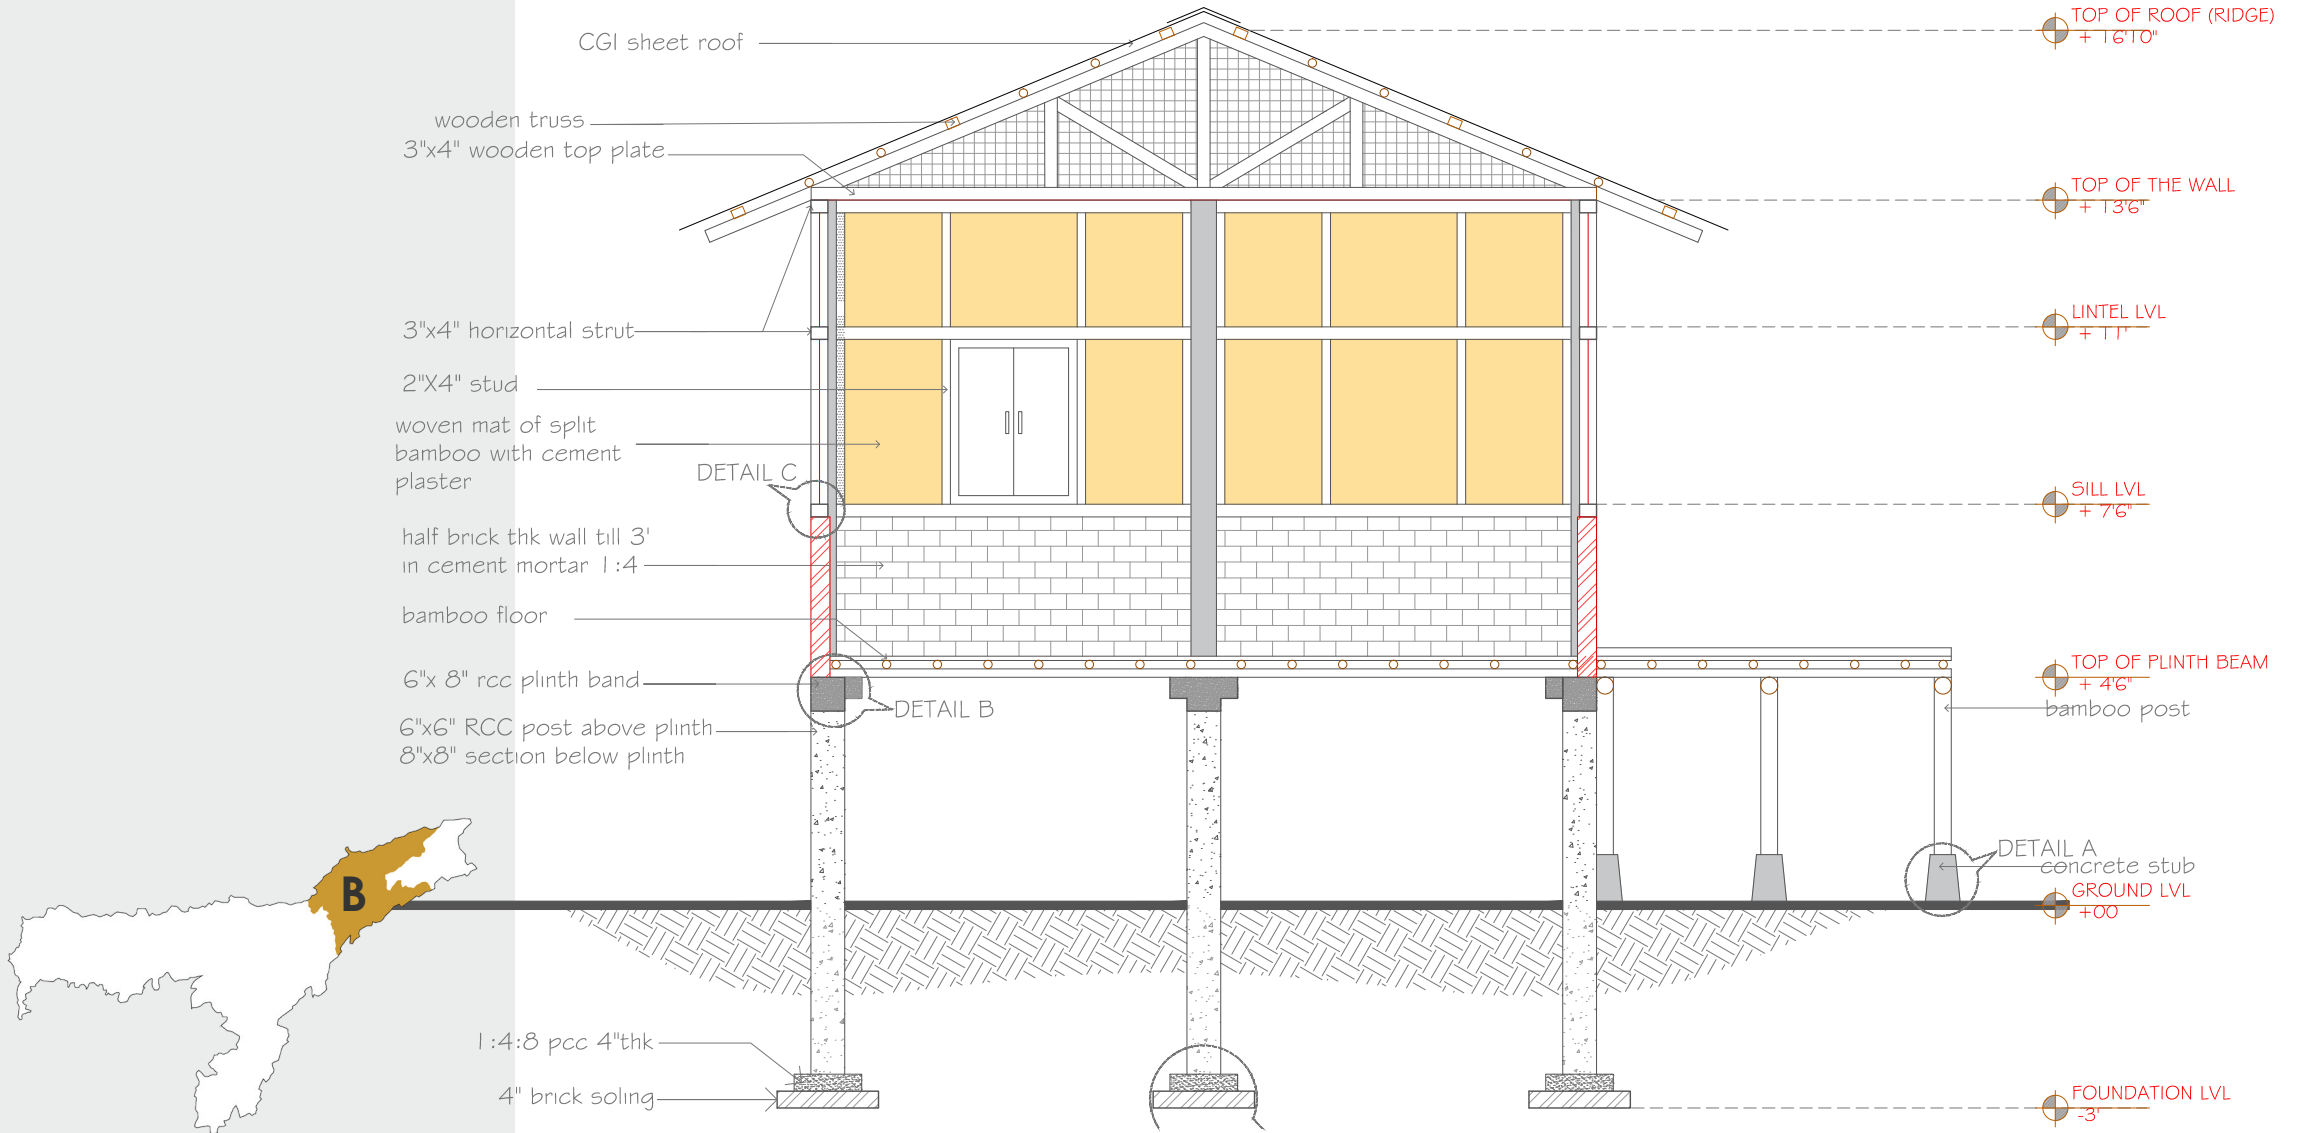 TOP OF ROOF (RIDGE)
+ 16'10"
CGI sheet roof
wooden truss
3"x4" wooden top plate
TOP OF THE WALL
+ 13'6"
LINTEL LVL
+ 11'
3"x4" horizontal strut
2"X4" stud
woven mat of split
bamboo with cement
plaster
DETAIL C
SILL LVL
+ 7'6"
half brick thk wall till 3'
in cement mortar 1:4
bamboo floor
TOP OF PLINTH BEAM
+ 4'6"
6"x 8" rcc plinth band
DETAIL B
bamboo post
6"x6" RCC post above plinth
8"x8" section below plinth
DETAIL A
concrete stub
GROUND LVL
+00
B
1:4:8 pcc 4"thk
4" brick soling
FOUNDATION LVL
-3'